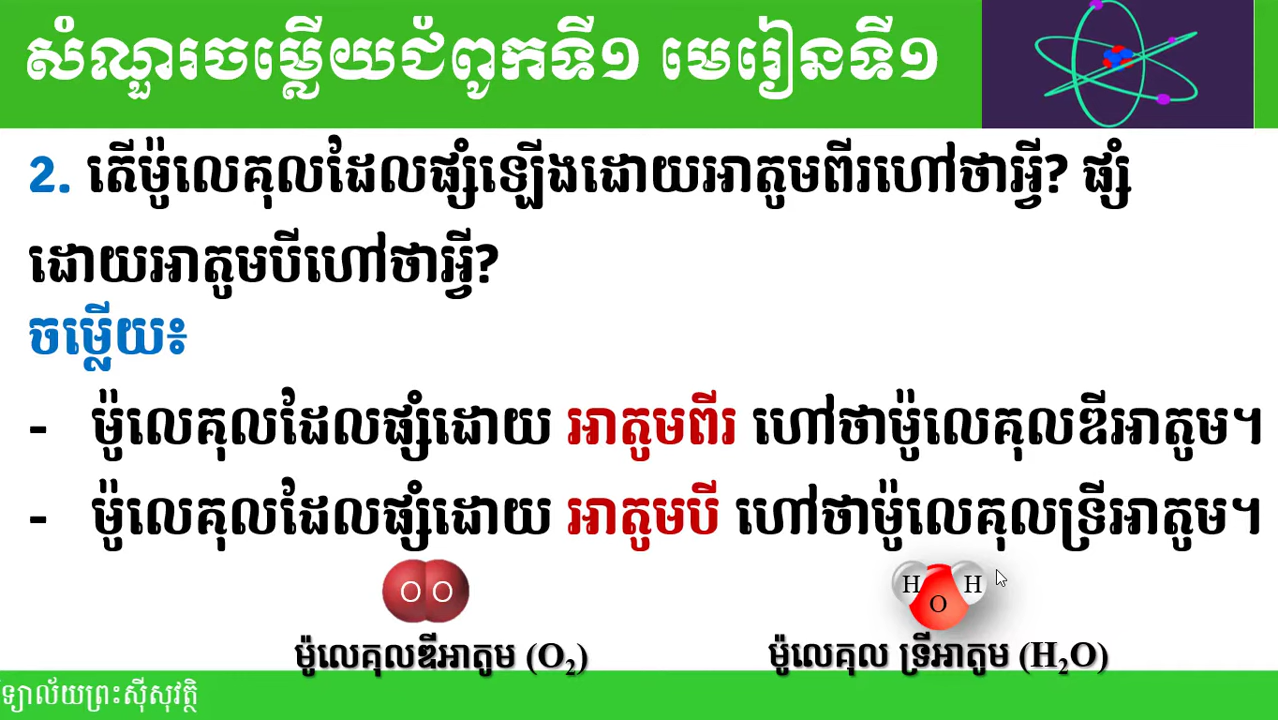 សំណួរចម្លើយជំពូកទី១ មេរៀនទី១
2. តើម៉ូលេគុលដែលផ្សំឡើងដោយអាតូមពីរហៅថាអ្វី? ផ្សំ
ដោយអាតូមបីហៅថាអ្វី?
ចម្លើយ៖
- ម៉ូលេគុលដែលផ្សំដោយ អាតូមពីរ ហៅថាម៉ូលេគុលឌីរអាតូម។
- ម៉ូលេគុលដែលផ្សំដោយ អាតូមបី ហៅថាម៉ូលេគុលទ្រីរអាតូម។
O O
H O H
ម៉ូលេគុលឌីអាតូម (O₂)
ម៉ូលេគុល ទ្រីអាតូម (H₂O)
ទ្យាល័យព្រះស៊ីសុវត្ថិ